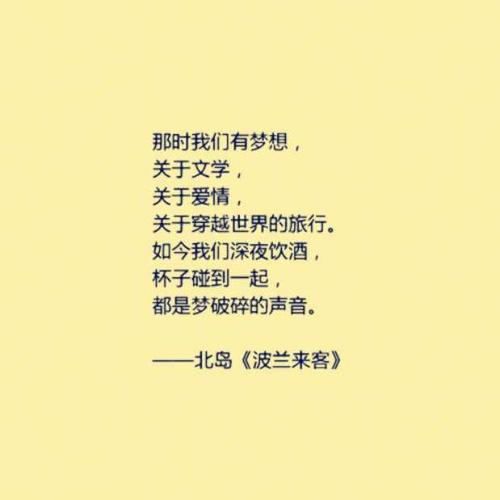 那时我们有梦想，
关于文学，
关于爱情，
关于穿越世界的旅行。
如今我们深夜饮酒，
杯子碰到一起，
都是梦破碎的声音。
——北岛《波兰来客》